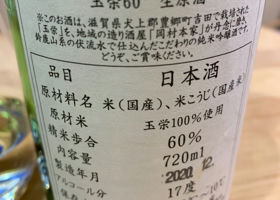 玉栄60 生原酒
※このお酒は、滋賀県犬上郡豊郷町吉田で栽培された
「玉栄」を、地域の造り酒屋「岡村本家」が丹念に磨き、
鈴鹿山系の伏流水で仕込んだこだわりの純米吟醸酒です。
どうぞ、ご賞味ください。
品目 日本酒
原材料名 米(国産)、米こうじ(国産米
原材米 玉栄100%使用
精米歩合 60%
内容量 720ml
製造年月 2020.12.
アルコール分 17度